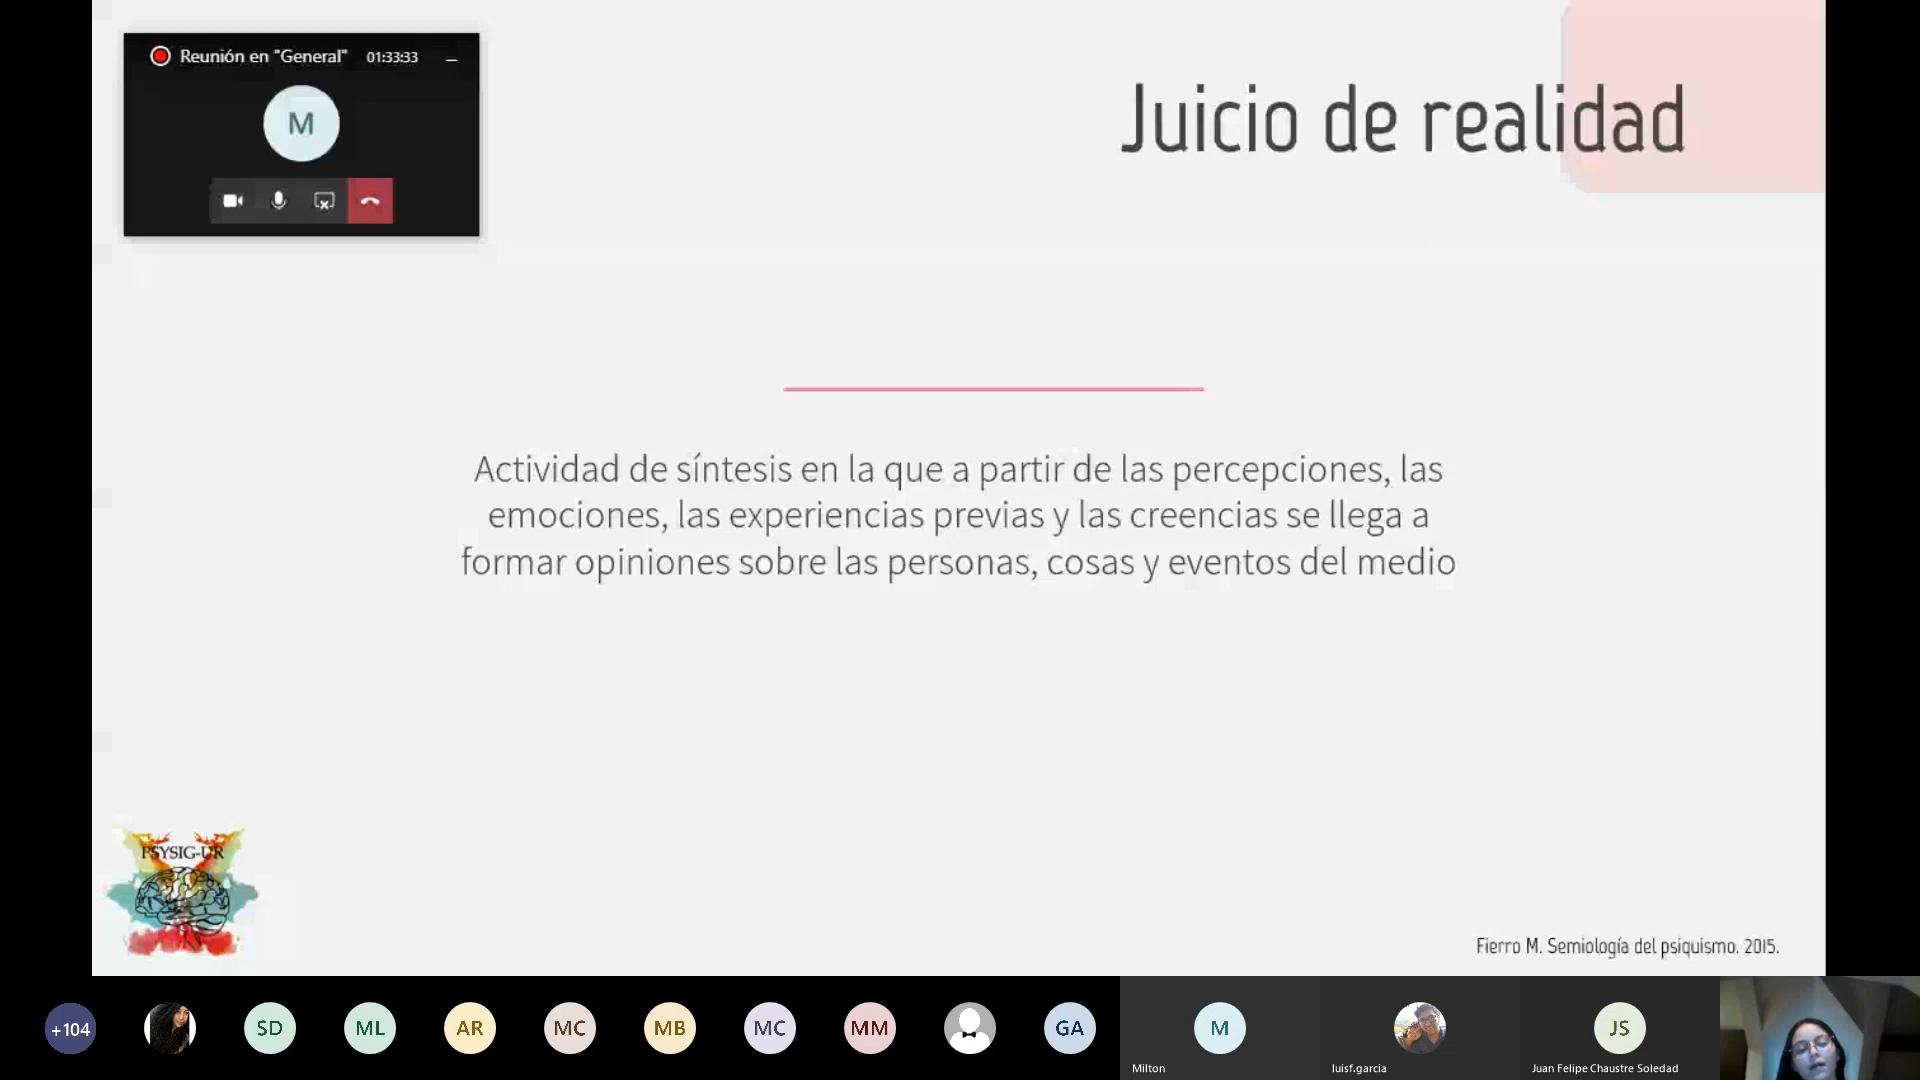 Reunión en "General" 01:33:33
M
Juicio de realidad
Actividad de síntesis en la que a partir de las percepciones, las
emociones, las experiencias previas y las creencias se llega a
formar opiniones sobre las personas, cosas y eventos del medio
PSYSIG-UR
Fierro M. Semiología del psiquismo. 2015.
+104 SD ML AR MC MB MC MM GA M JS
Milton luisf.garcia Juan Felipe Chaustre Soledad